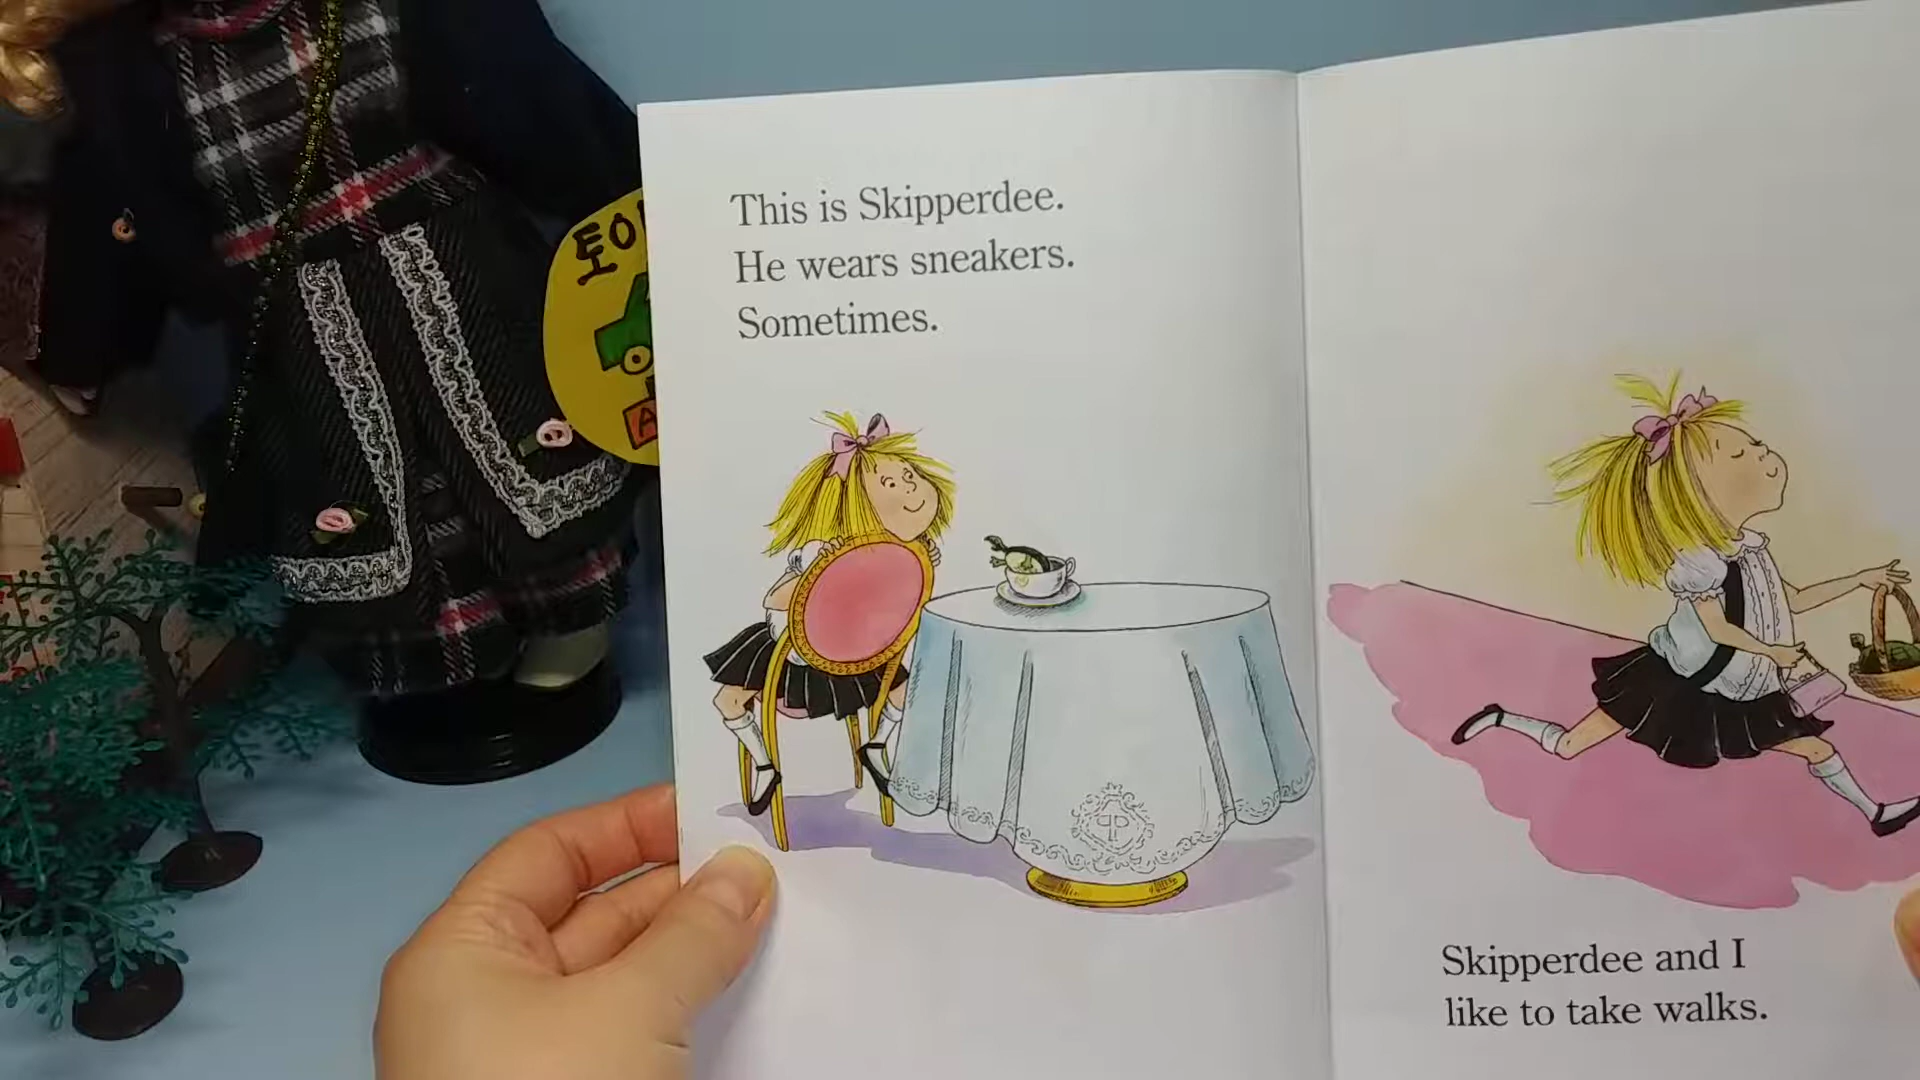 This is Skipperdee.
He wears sneakers.
Sometimes.
Skipperdee and I
like to take walks.